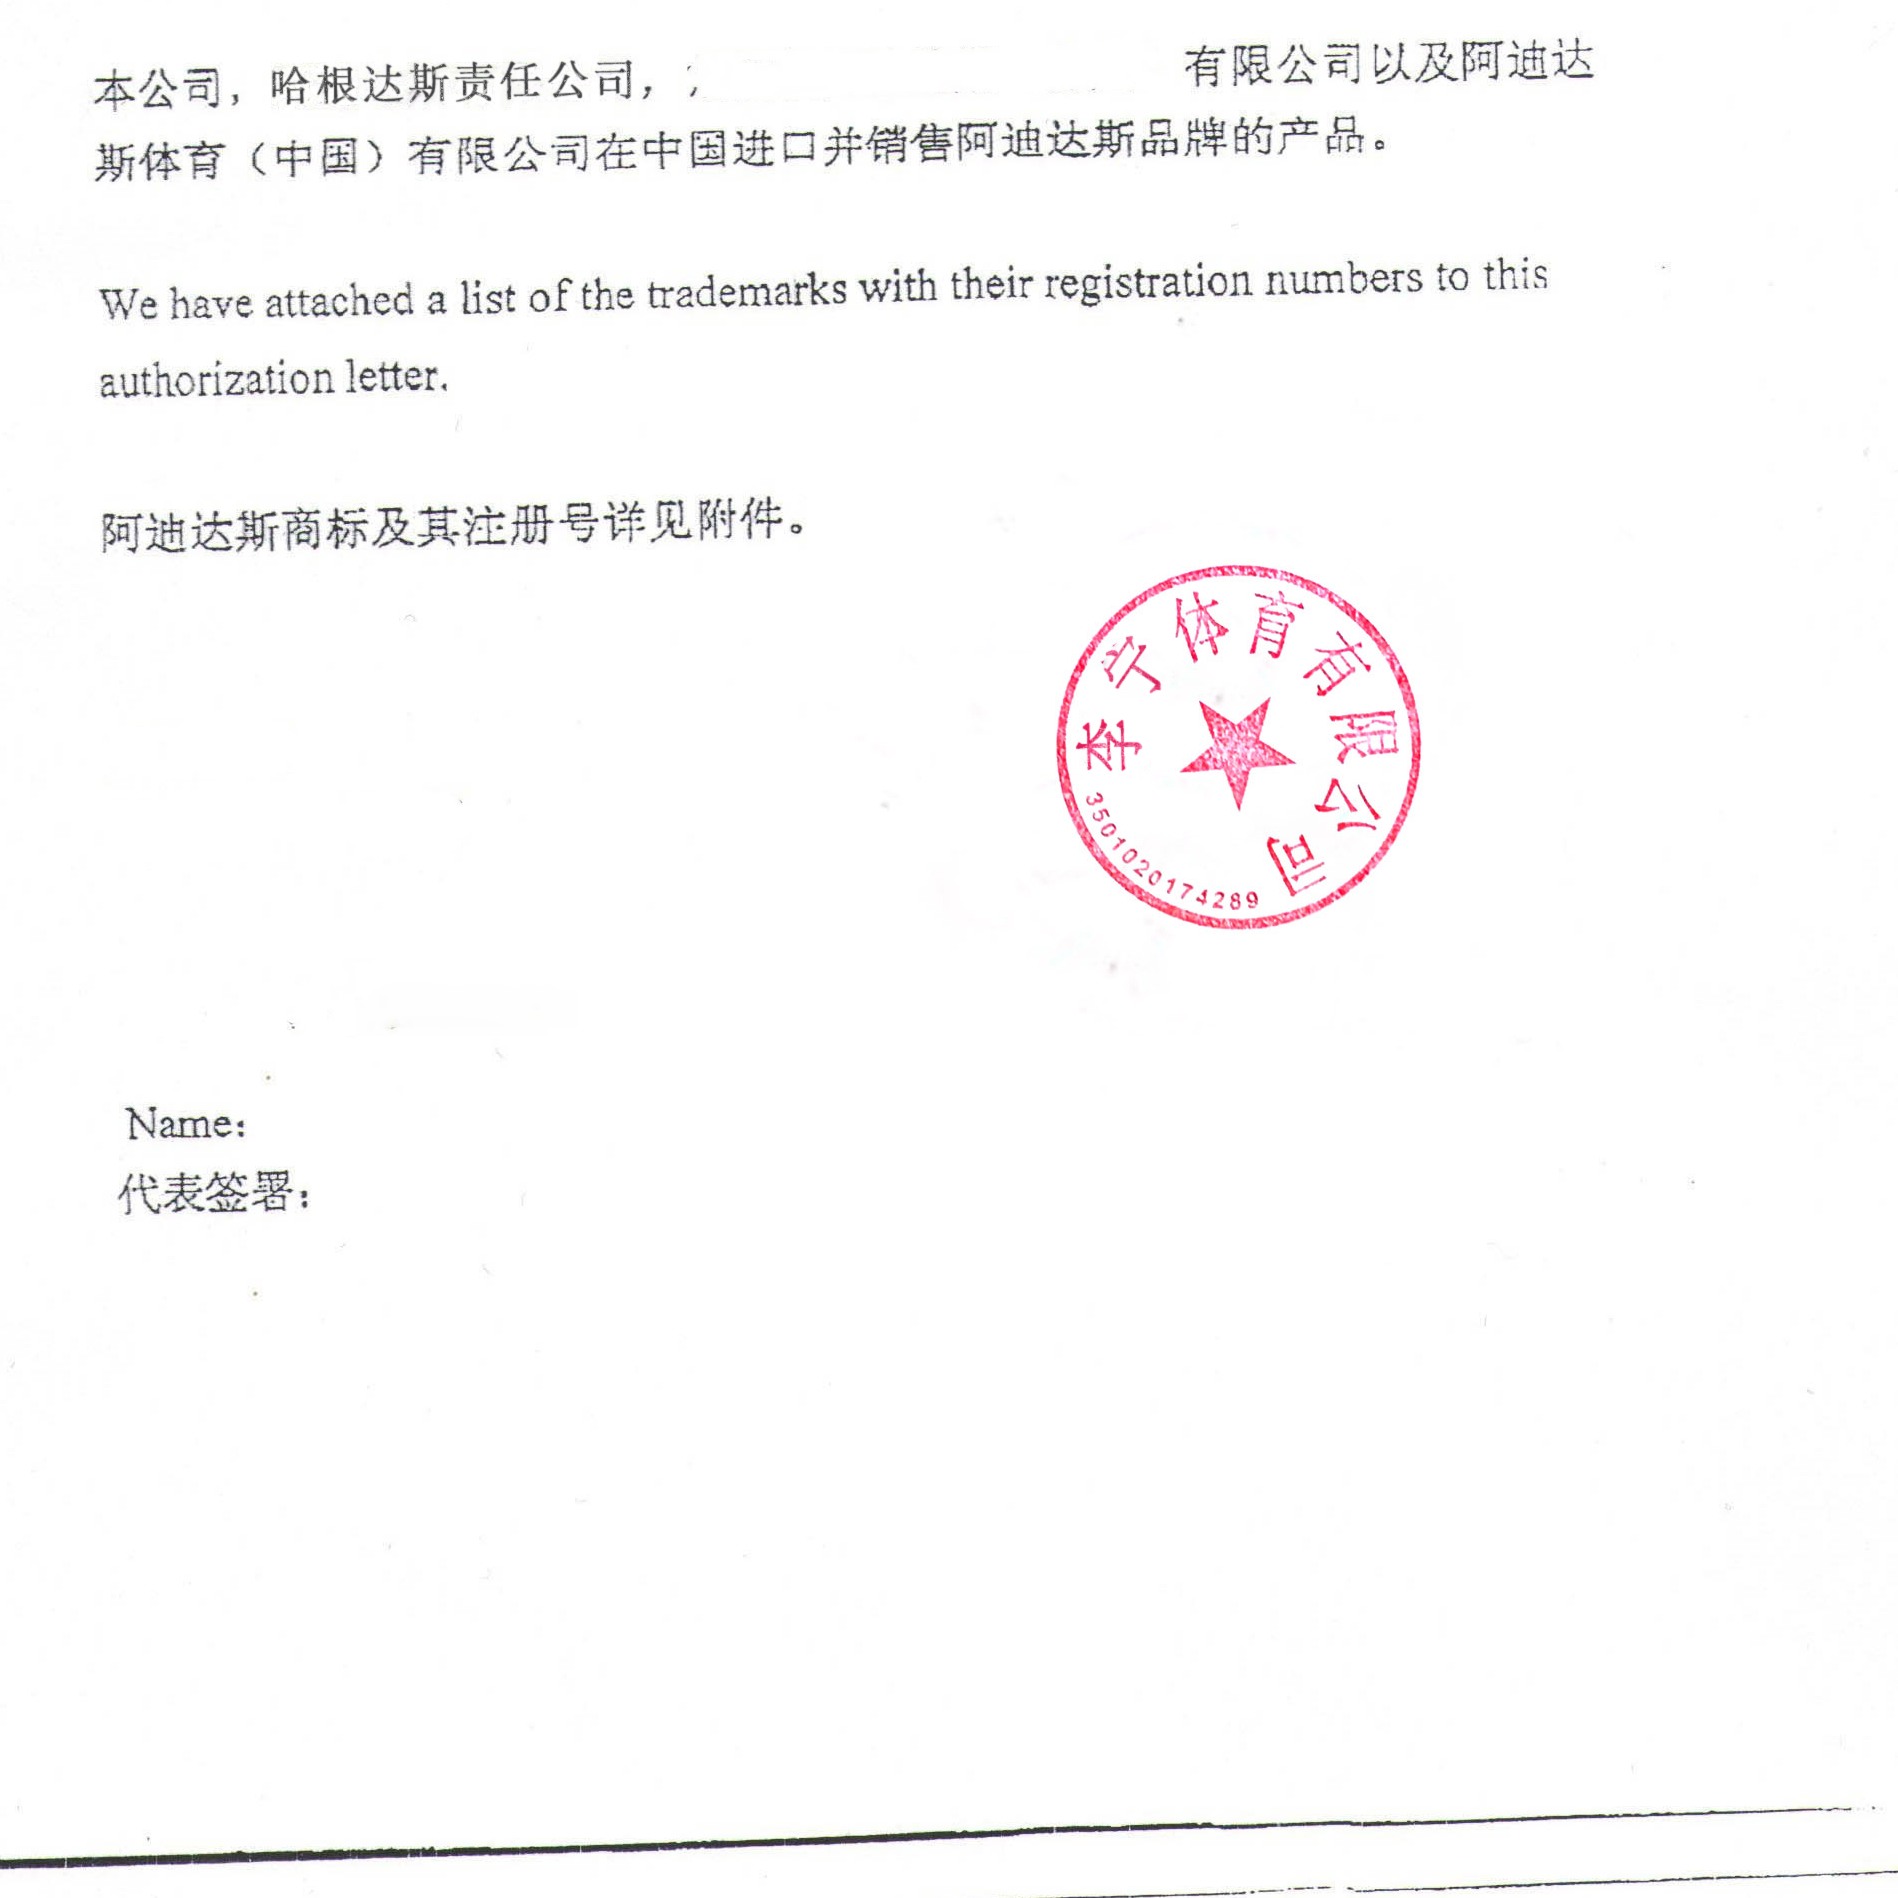 本公司，哈根达斯责任公司，
有限公司以及阿迪达
斯体育（中国）有限公司在中国进口并销售阿迪达斯品牌的产品。
We have attached a list of the trademarks with their registration numbers to this
authorization letter.
阿迪达斯商标及其注册号详见附件。
李宁体育有限公司
3501020174289
Name:
代表签署：